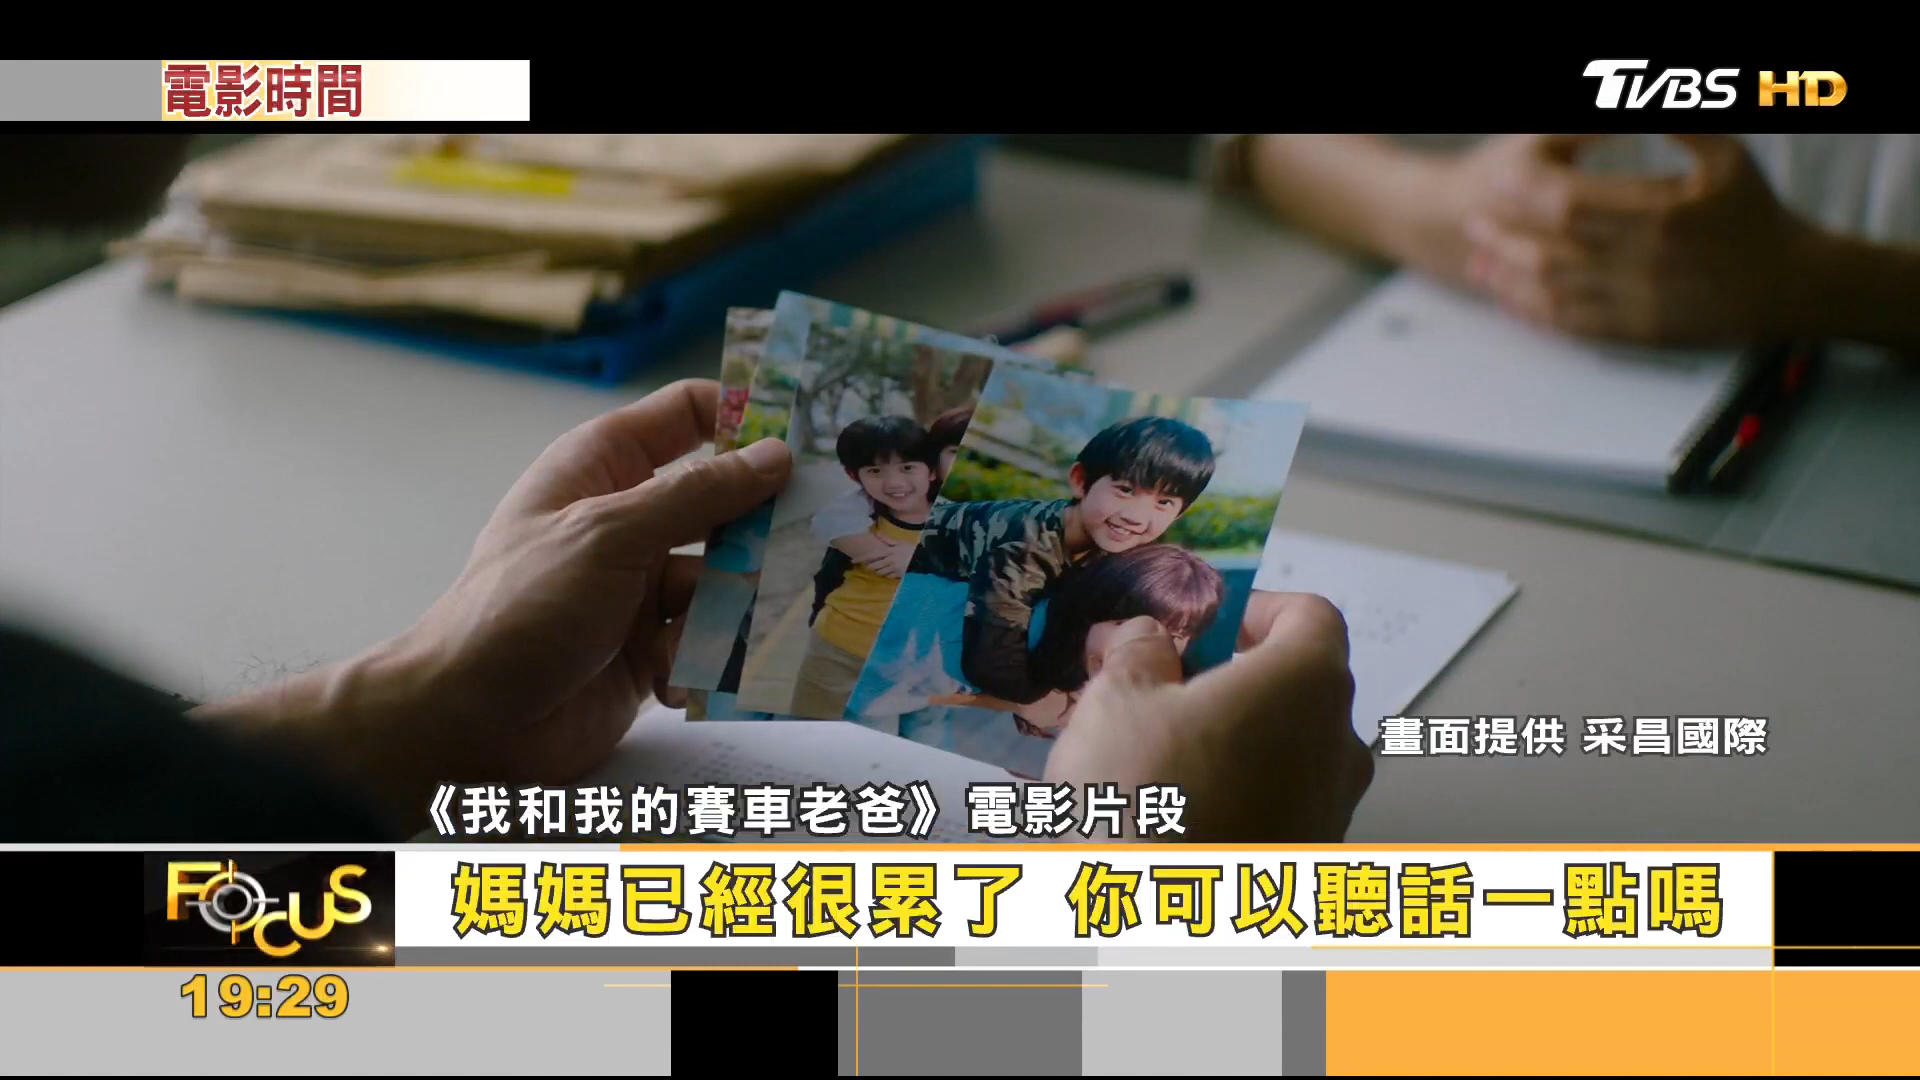 電影時間
TVBS HD
畫面提供 采昌國際
《我和我的賽車老爸》電影片段
FOCUS
媽媽已經很累了 你可以聽話一點嗎
19:29